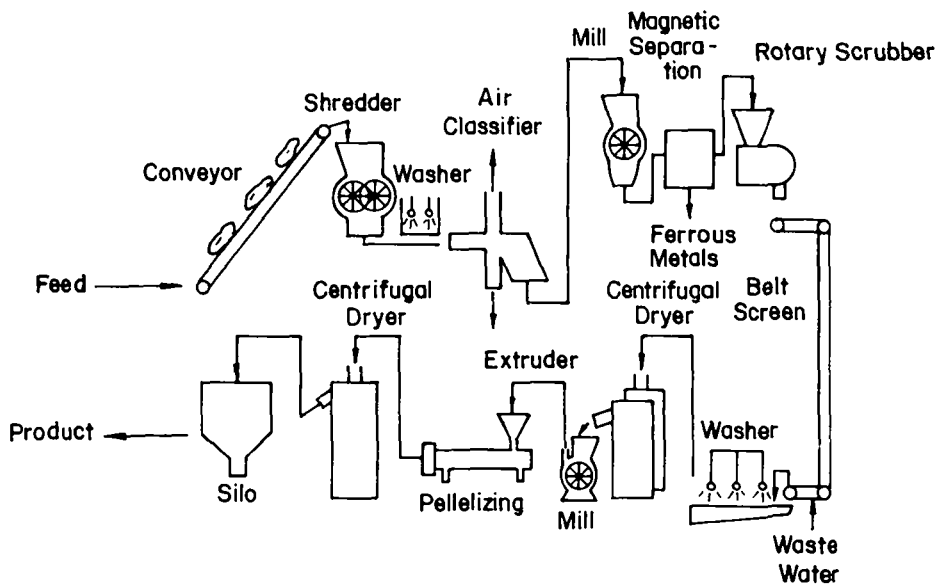 Magnetic
Mill
Separa-
tion
Rotary Scrubber
Shredder
Air
Classifier
Conveyor
Washer
Ferrous
Metals
Feed
Centrifugal
Dryer
Centrifugal
Dryer
Belt
Screen
Extruder
Product
Washer
Silo
Pellelizing
Mill
Waste
Water